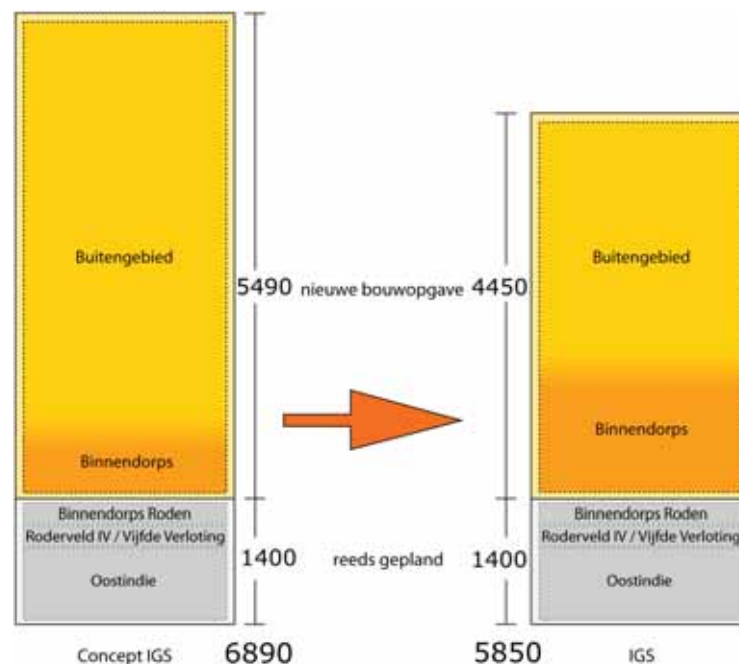 Buitengebied
Buitengebied
5490 nieuwe bouwopgave 4450
Binnendorps
Binnendorps
Binnendorps Roden
Binnendorps Roden
Roderveld IV / Vijfde Verloting
Roderveld IV / Vijfde Verloting
1400 reeds gepland 1400
Oostindie
Oostindie
Concept IGS 6890 5850 IGS